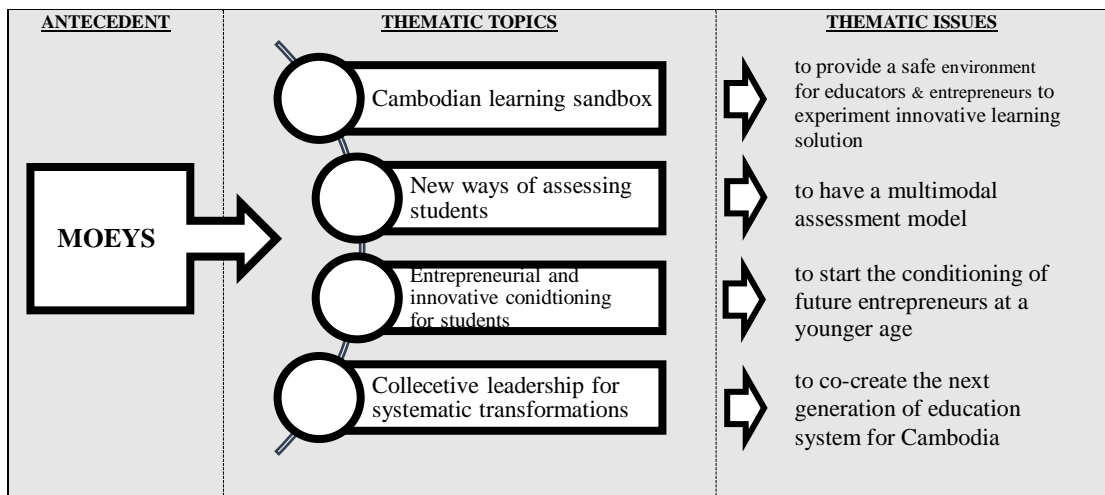 ANTECEDENT
THEMATIC TOPICS
THEMATIC ISSUES
MOEYS
Cambodian learning sandbox
to provide a safe environment
for educators & entrepreneurs to
experiment innovative learning
solution
New ways of assessing
students
to have a multimodal
assessment model
Entrepreneurial and
innovative conidtioning
for students
to start the conditioning of
future entrepreneurs at a
younger age
Collecetive leadership for
systematic transformations
to co-create the next
generation of education
system for Cambodia